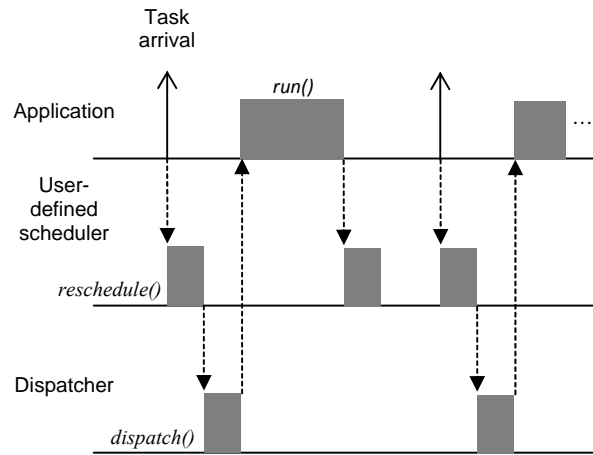 Task
arrival
run()
Application
...
User-
defined
scheduler
reschedule()
Dispatcher
dispatch()